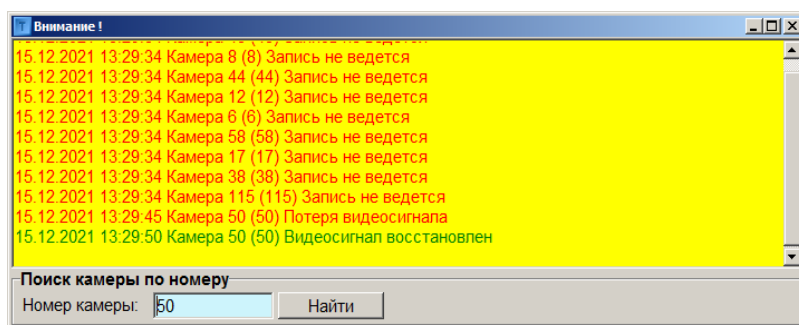 Внимание !
15.12.2021 13:29:34 Камера 8 (8) Запись не ведется
15.12.2021 13:29:34 Камера 44 (44) Запись не ведется
15.12.2021 13:29:34 Камера 12 (12) Запись не ведется
15.12.2021 13:29:34 Камера 6 (6) Запись не ведется
15.12.2021 13:29:34 Камера 58 (58) Запись не ведется
15.12.2021 13:29:34 Камера 17 (17) Запись не ведется
15.12.2021 13:29:34 Камера 38 (38) Запись не ведется
15.12.2021 13:29:34 Камера 115 (115) Запись не ведется
15.12.2021 13:29:45 Камера 50 (50) Потеря видеосигнала
15.12.2021 13:29:50 Камера 50 (50) Видеосигнал восстановлен
Поиск камеры по номеру
Номер камеры: 50 Найти